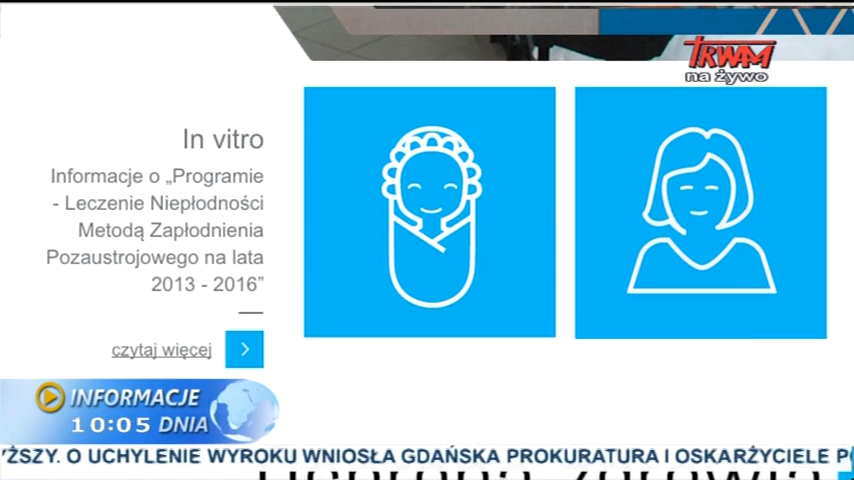 TRWAM
na żywo
In vitro
Informacje o „Programie
- Leczenie Niepłodności
Metodą Zapłodnienia
Pozaustrojowego na lata
2013 - 2016”
czytaj więcej
INFORMACJE
10:05 DNIA
YŻSZY. O UCHYLENIE WYROKU WNIOSŁA GDAŃSKA PROKURATURA I OSKARŻYCIELE